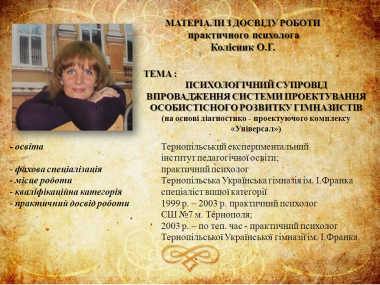 МАТЕРІАЛИ З ДОСВІДУ РОБОТИ
практичного психолога
Колісник О.Г.
ТЕМА :
ПСИХОЛОГІЧНИЙ СУПРОВІД
ВПРОВАДЖЕННЯ СИСТЕМИ ПРОЕКТУВАННЯ
ОСОБИСТІСНОГО РОЗВИТКУ ГІМНАЗИСТІВ
(на основі діагностико - проектуючого комплексу
«Універсал»)
- освіта Тернопільський експериментальний
інститут педагогічної освіти;
- фахова спеціалізація практичний психолог
- місце роботи Тернопільська Українська гімназія ім. І.Франка
- кваліфікаційна категорія спеціаліст вищої категорії
- практичний досвід роботи 1999 р. – 2003 р. практичний психолог
СШ №7 м. Тернополя;
2003 р. – по теп. час - практичний психолог
Тернопільської Української гімназії ім. І.Франка.